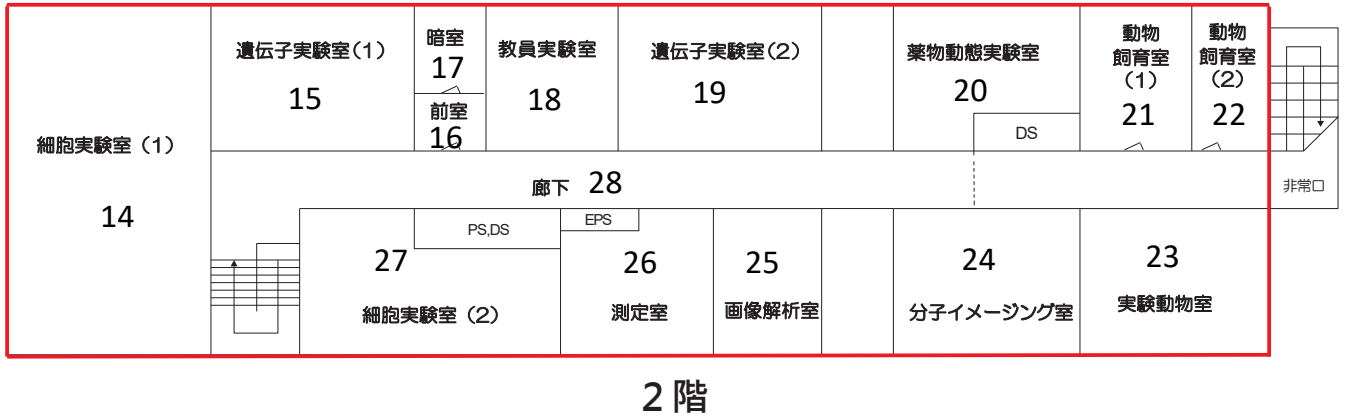 遺伝子実験室(1)
15
暗室
17
前室
16
教員実験室
18
遺伝子実験室(2)
19
薬物動態実験室
20
DS
動物
飼育室
(1)
21
動物
飼育室
(2)
22
細胞実験室(1)
14
廊下 28
非常口
PS,DS
27
細胞実験室(2)
EPS
26
測定室
25
画像解析室
24
分子イメージング室
23
実験動物室
2階